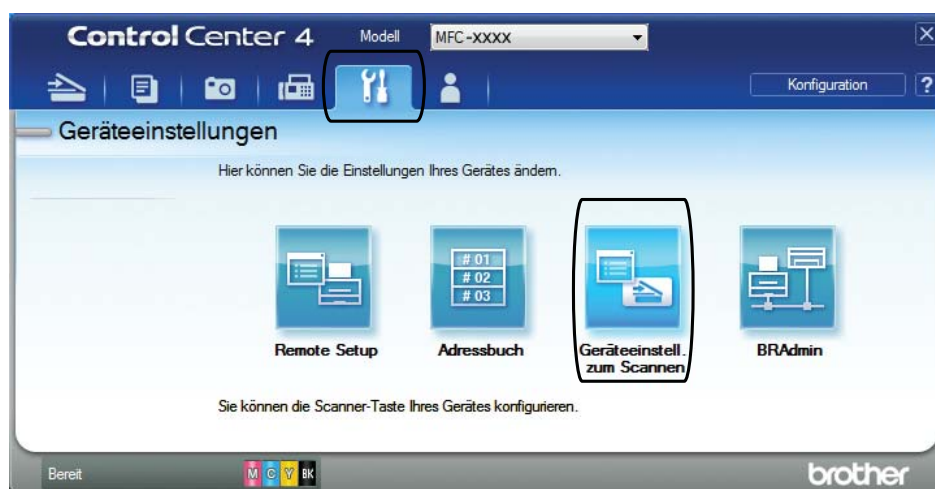 Control Center 4 Modell MFC-XXXX
Konfiguration ?
Geräteeinstellungen
Hier können Sie die Einstellungen Ihres Gerätes ändern.
# 01
# 02
# 03
Remote Setup Adressbuch Geräteeinstell. BRAdmin
zum Scannen
Sie können die Scanner-Taste Ihres Gerätes konfigurieren.
Bereit M C Y BK brother